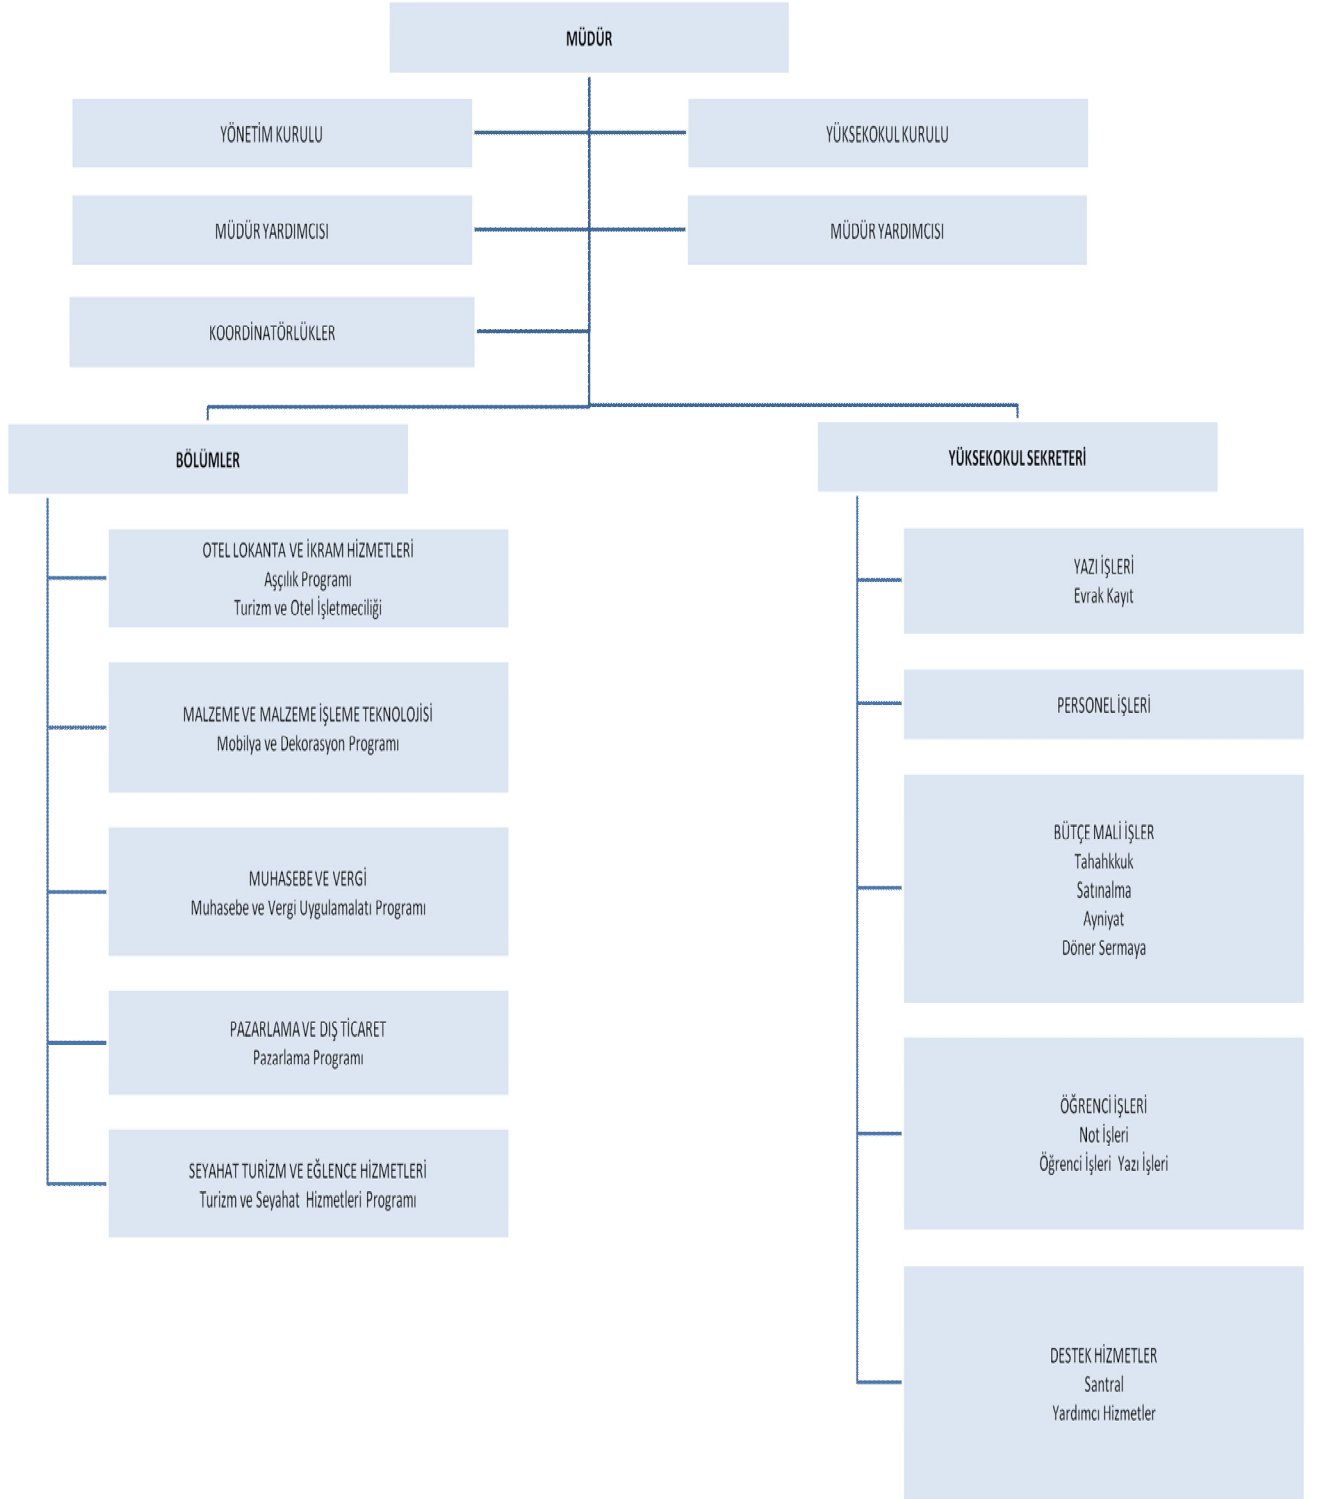 MÜDÜR
YÖNETİM KURULU
YÜKSEKOKUL KURULU
MÜDÜR YARDIMCISI
MÜDÜR YARDIMCISI
KOORDİNATÖRLÜKLER
BÖLÜMLER
OTEL LOKANTA VE İKRAM HİZMETLERİ
Aşçılık Programı
Turizm ve Otel İşletmeciliği
MALZEME VE MALZEME İŞLEME TEKNOLOJİSİ
Mobilya ve Dekorasyon Programı
MUHASEBE VE VERGİ
Muhasebe ve Vergi Uygulamalatı Programı
PAZARLAMA VE DIŞ TİCARET
Pazarlama Programı
SEYAHAT TURİZM VE EĞLENCE HİZMETLERİ
Turizm ve Seyahat Hizmetleri Programı
YÜKSEKOKUL SEKRETERİ
YAZI İŞLERİ
Evrak Kayıt
PERSONEL İŞLERİ
BÜTÇE MALİ İŞLER
Tahahkkuk
Satınalma
Ayniyat
Döner Sermaya
ÖĞRENCİ İŞLERİ
Not İşleri
Öğrenci İşleri Yazı İşleri
DESTEK HİZMETLER
Santral
Yardımcı Hizmetler